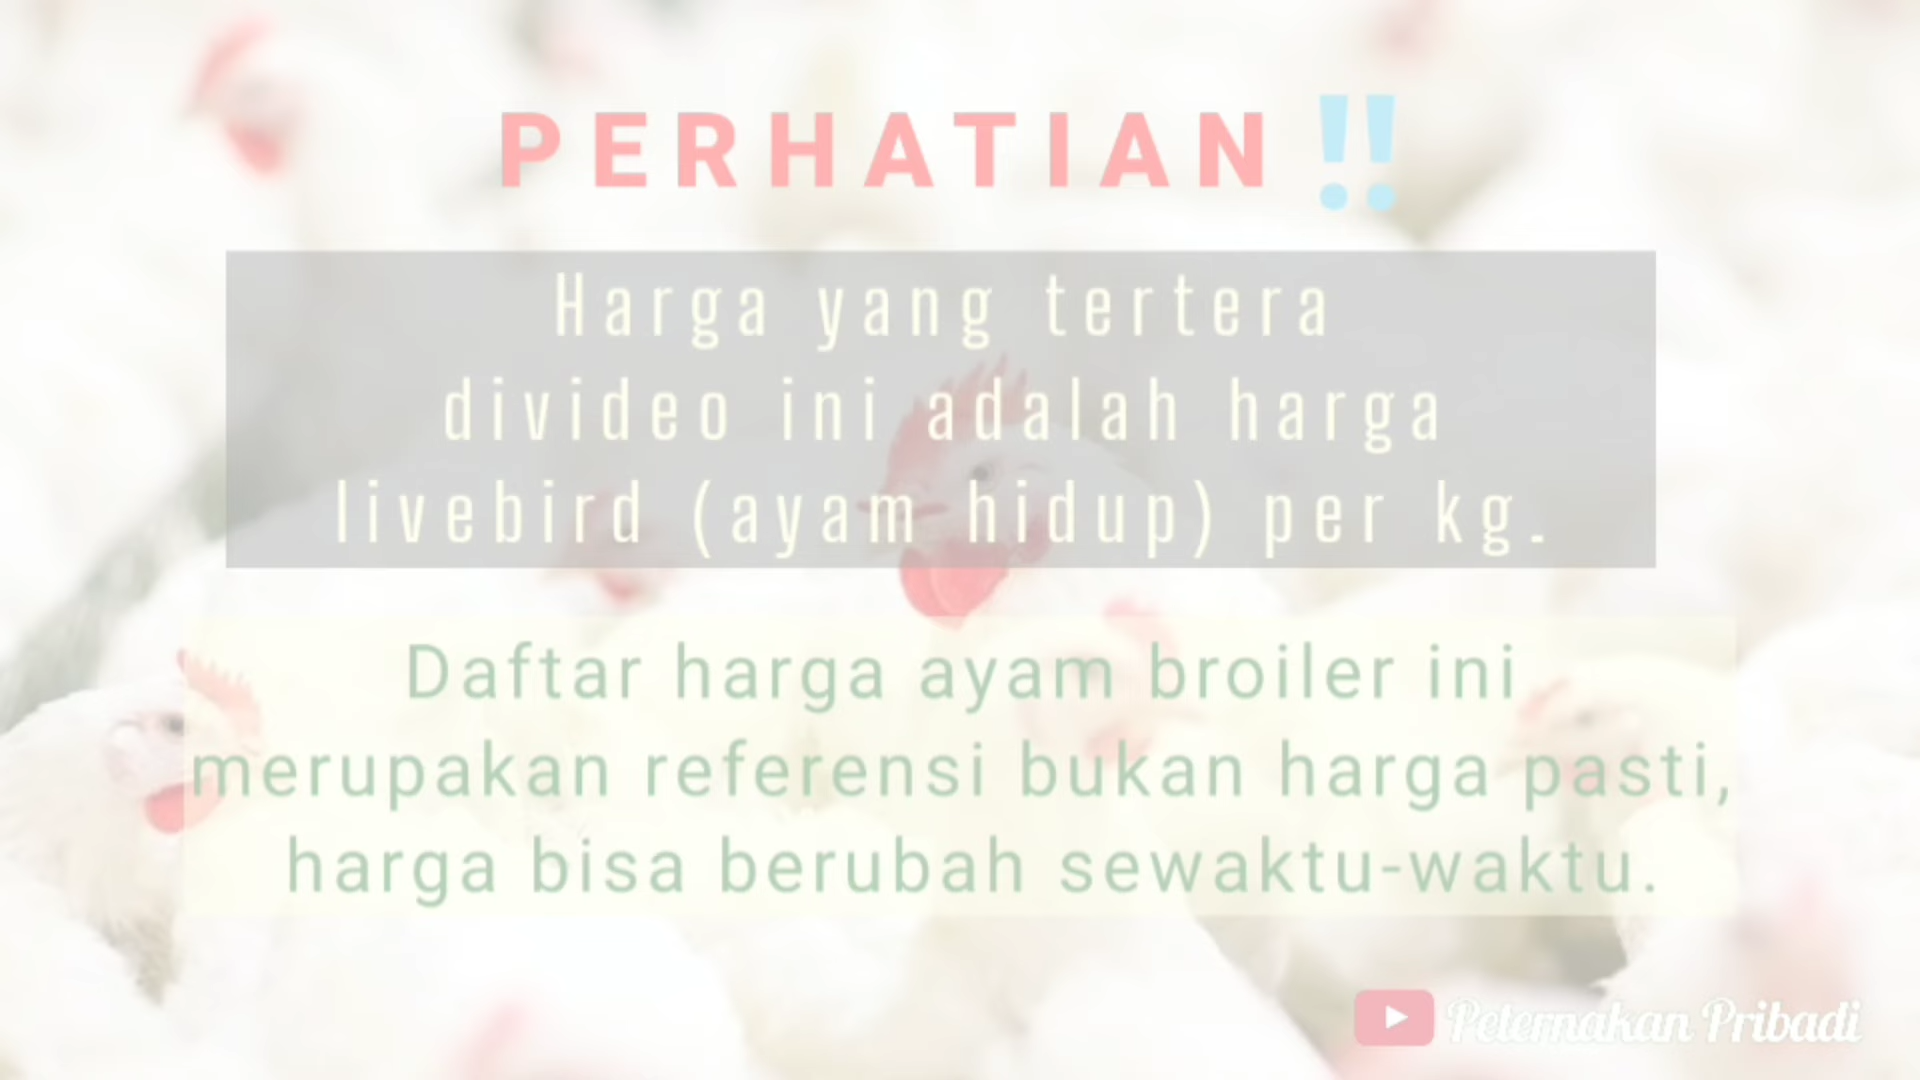 PERHATIAN‼
Harga yang tertera
divideo ini adalah harga
livebird (ayam hidup) per kg.
Daftar harga ayam broiler ini
merupakan referensi bukan harga pasti,
harga bisa berubah sewaktu-waktu.
Peternakan Pribadi